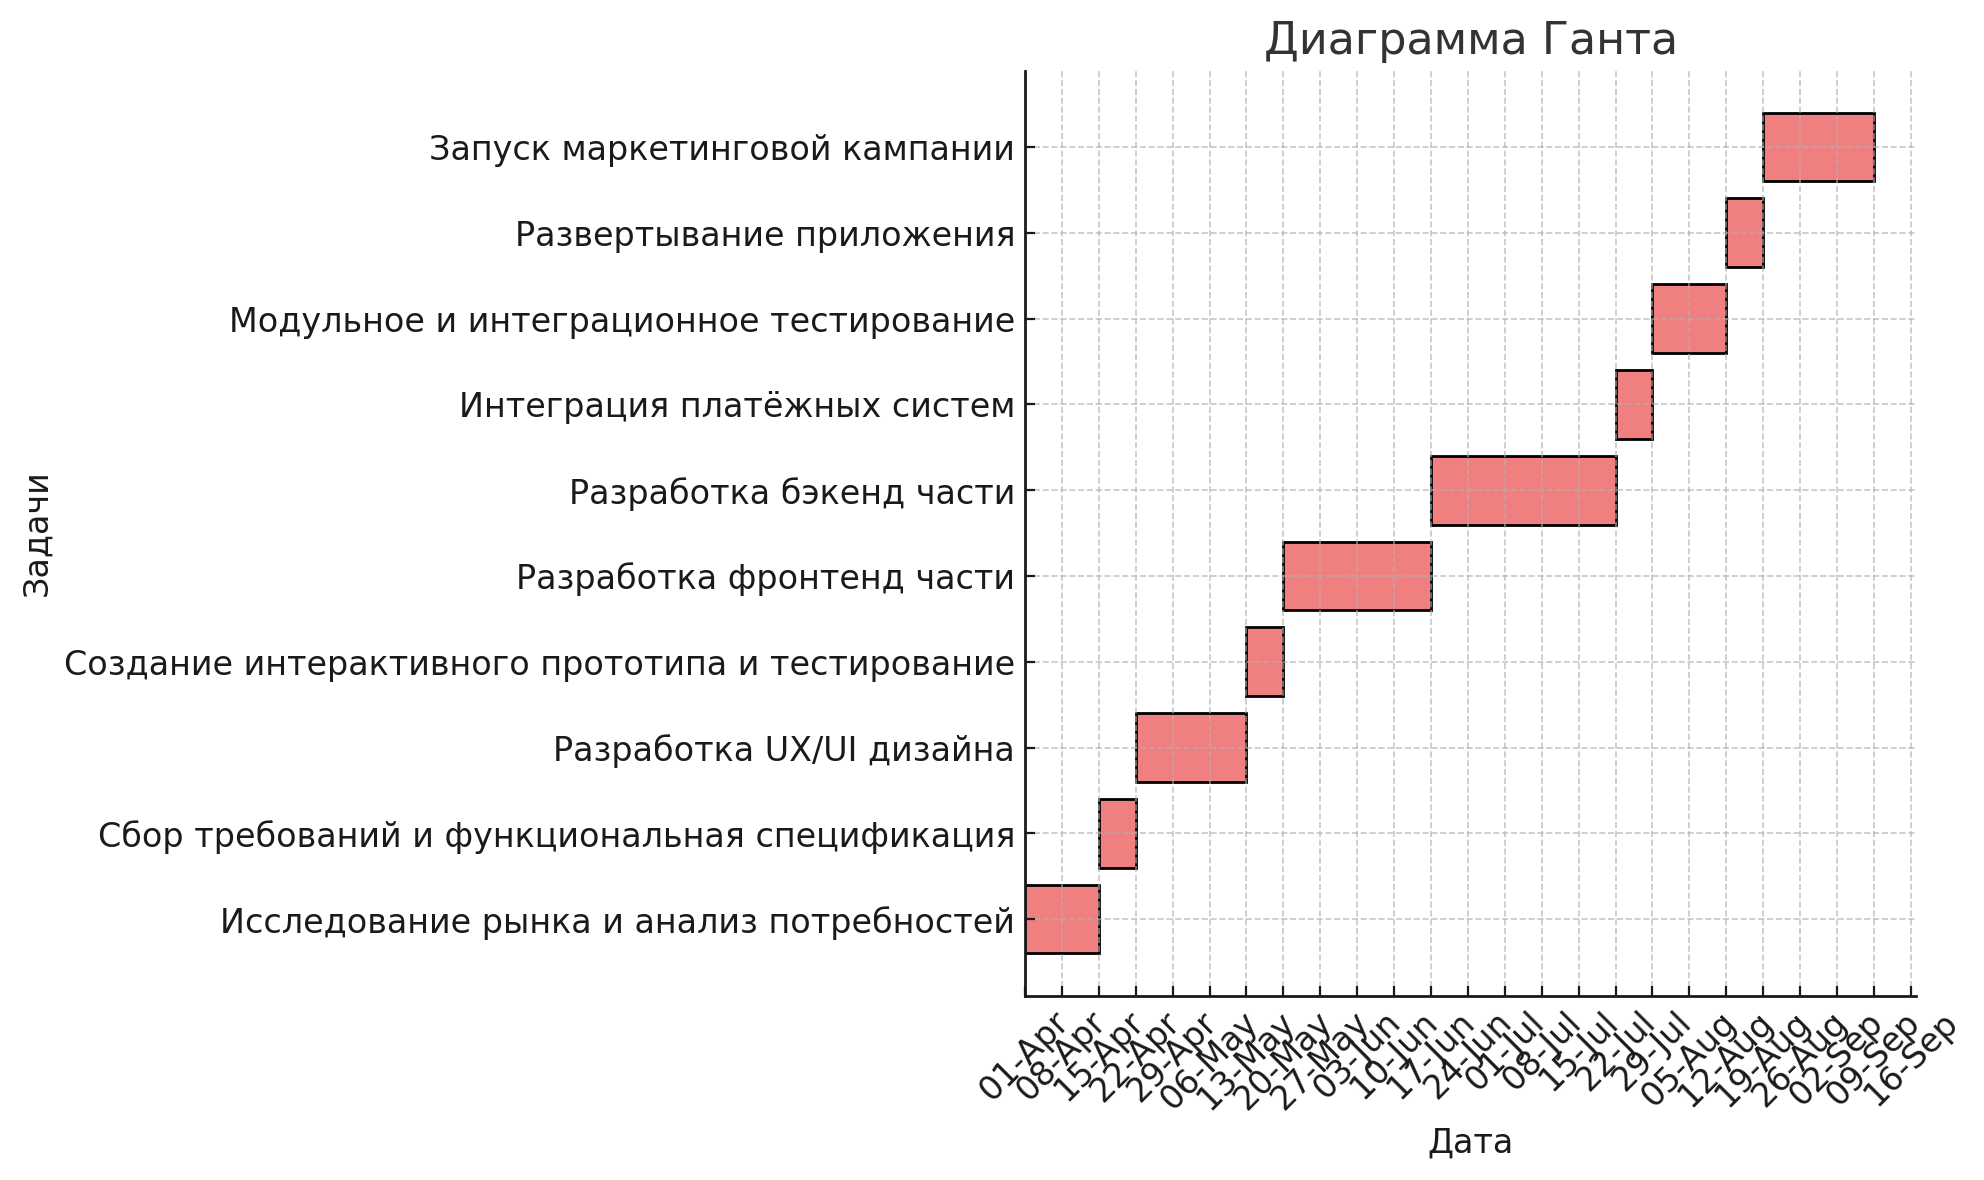 Диаграмма Ганта
Запуск маркетинговой кампании
Развертывание приложения
Модульное и интеграционное тестирование
Интеграция платёжных систем
Разработка бэкенд части
Разработка фронтенд части
Создание интерактивного прототипа и тестирование
Разработка UX/UI дизайна
Сбор требований и функциональная спецификация
Исследование рынка и анализ потребностей
Задачи
01-Apr
08-Apr
15-Apr
22-Apr
29-Apr
06-May
13-May
20-May
27-May
03-Jun
10-Jun
17-Jun
24-Jun
01-Jul
08-Jul
15-Jul
22-Jul
29-Jul
05-Aug
12-Aug
19-Aug
26-Aug
02-Sep
09-Sep
16-Sep
Дата